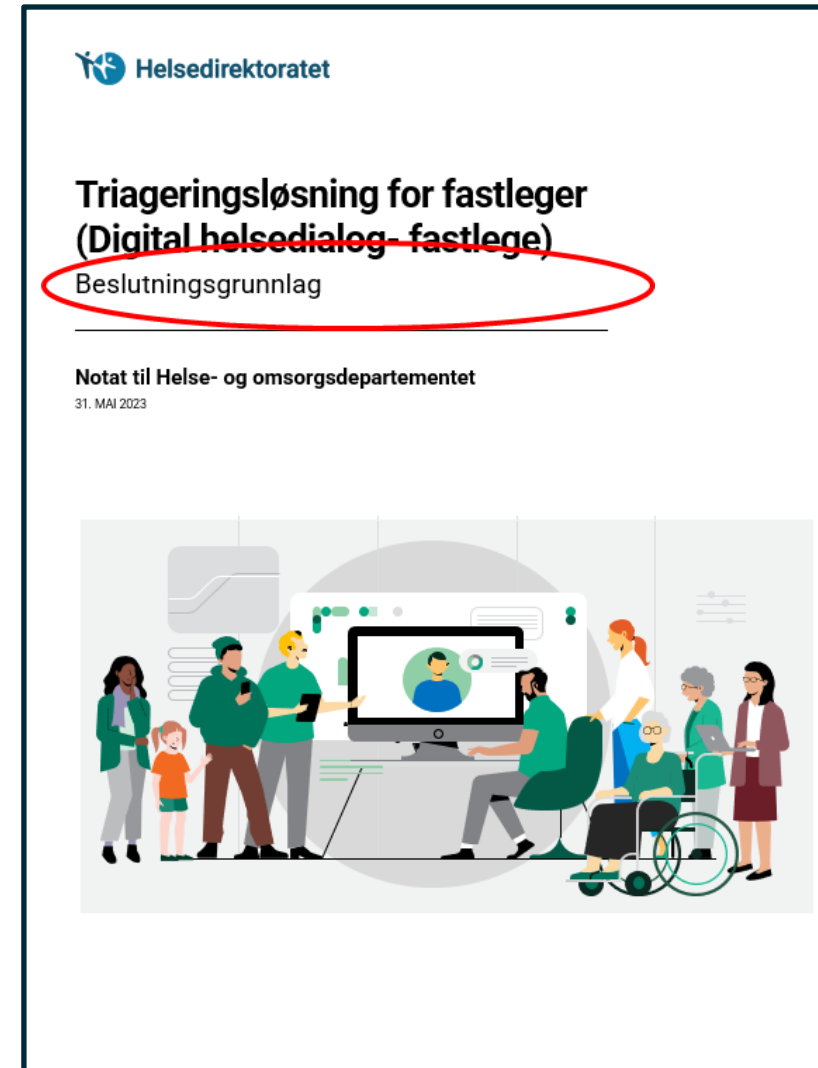 Helsedirektoratet
Triageringsløsning for fastleger
(Digital helsedialog- fastlege)
Beslutningsgrunnlag
Notat til Helse- og omsorgsdepartementet
31. MAI 2023